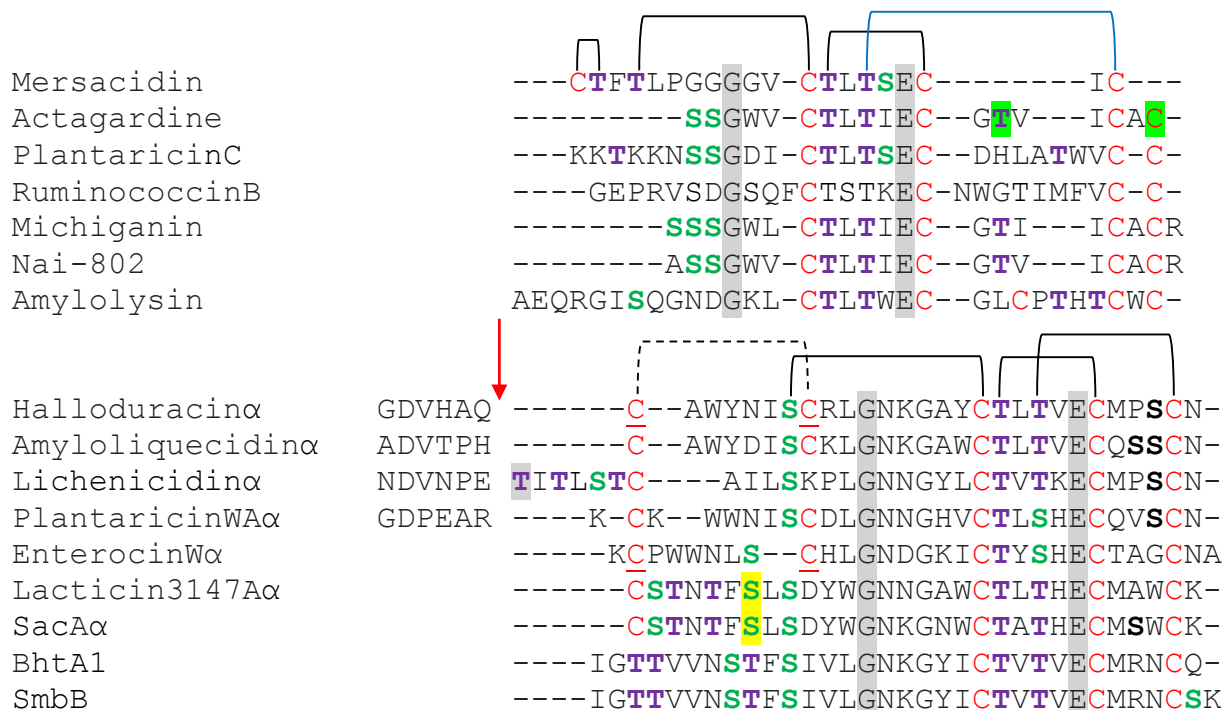 Mersacidin ---CTFTLPGGGGVCTLTSEC--------IC---
Actagardine ---------SSGWV-CTLTIEC--GTV---ICAC-
PlantaricinC ---KKTKKNSSGDI-CTLTSEC--DHLATWVC-C-
RuminococcinB ----GEPRVSDGSQFCTSTKEC-NWGTIMFVC-C-
Michiganin --------SSSGWL-CTLTIEC--GTI---ICACR
Nai-802 --------ASSGWV-CTLTIEC--GTV---ICACR
Amylolysin AEQRGISQGNDGKL-CTLTWEC--GLCPTHTCWC-
Halloduracinα GDVHAQ ------C--AWYNISCRLGNKGAYCTLTVECMPSCN-
Amyloliquecidinα ADVTPH ------C--AWYDISCKLGNKGAWCTLTVECQSSCN-
Lichenicidinα NDVNPE TITLSTC----AILSKPLGNNGYLCTVTKECMPSCN-
PlantaricinWAα GDPEAR ----K-CK--WWNISCDLGNNGHVCTLSHECQVSCN-
EnterocinWα -----KCPWWNLS--CHLGNDGKICTYSHECTAGCNA
Lacticin3147Aα ------CSTNTFSLSDYWGNNGAWCTLTHECMAWCK-
SacAα ------CSTNTFSLSDYWGNKGNWCTATHECMSWCK-
BhtA1 ----IGTTVVNSTFSIVLGNKGYICTVTVECMRNCQ-
SmbB ----IGTTVVNSTFSIVLGNKGYICTVTVECMRNCSK